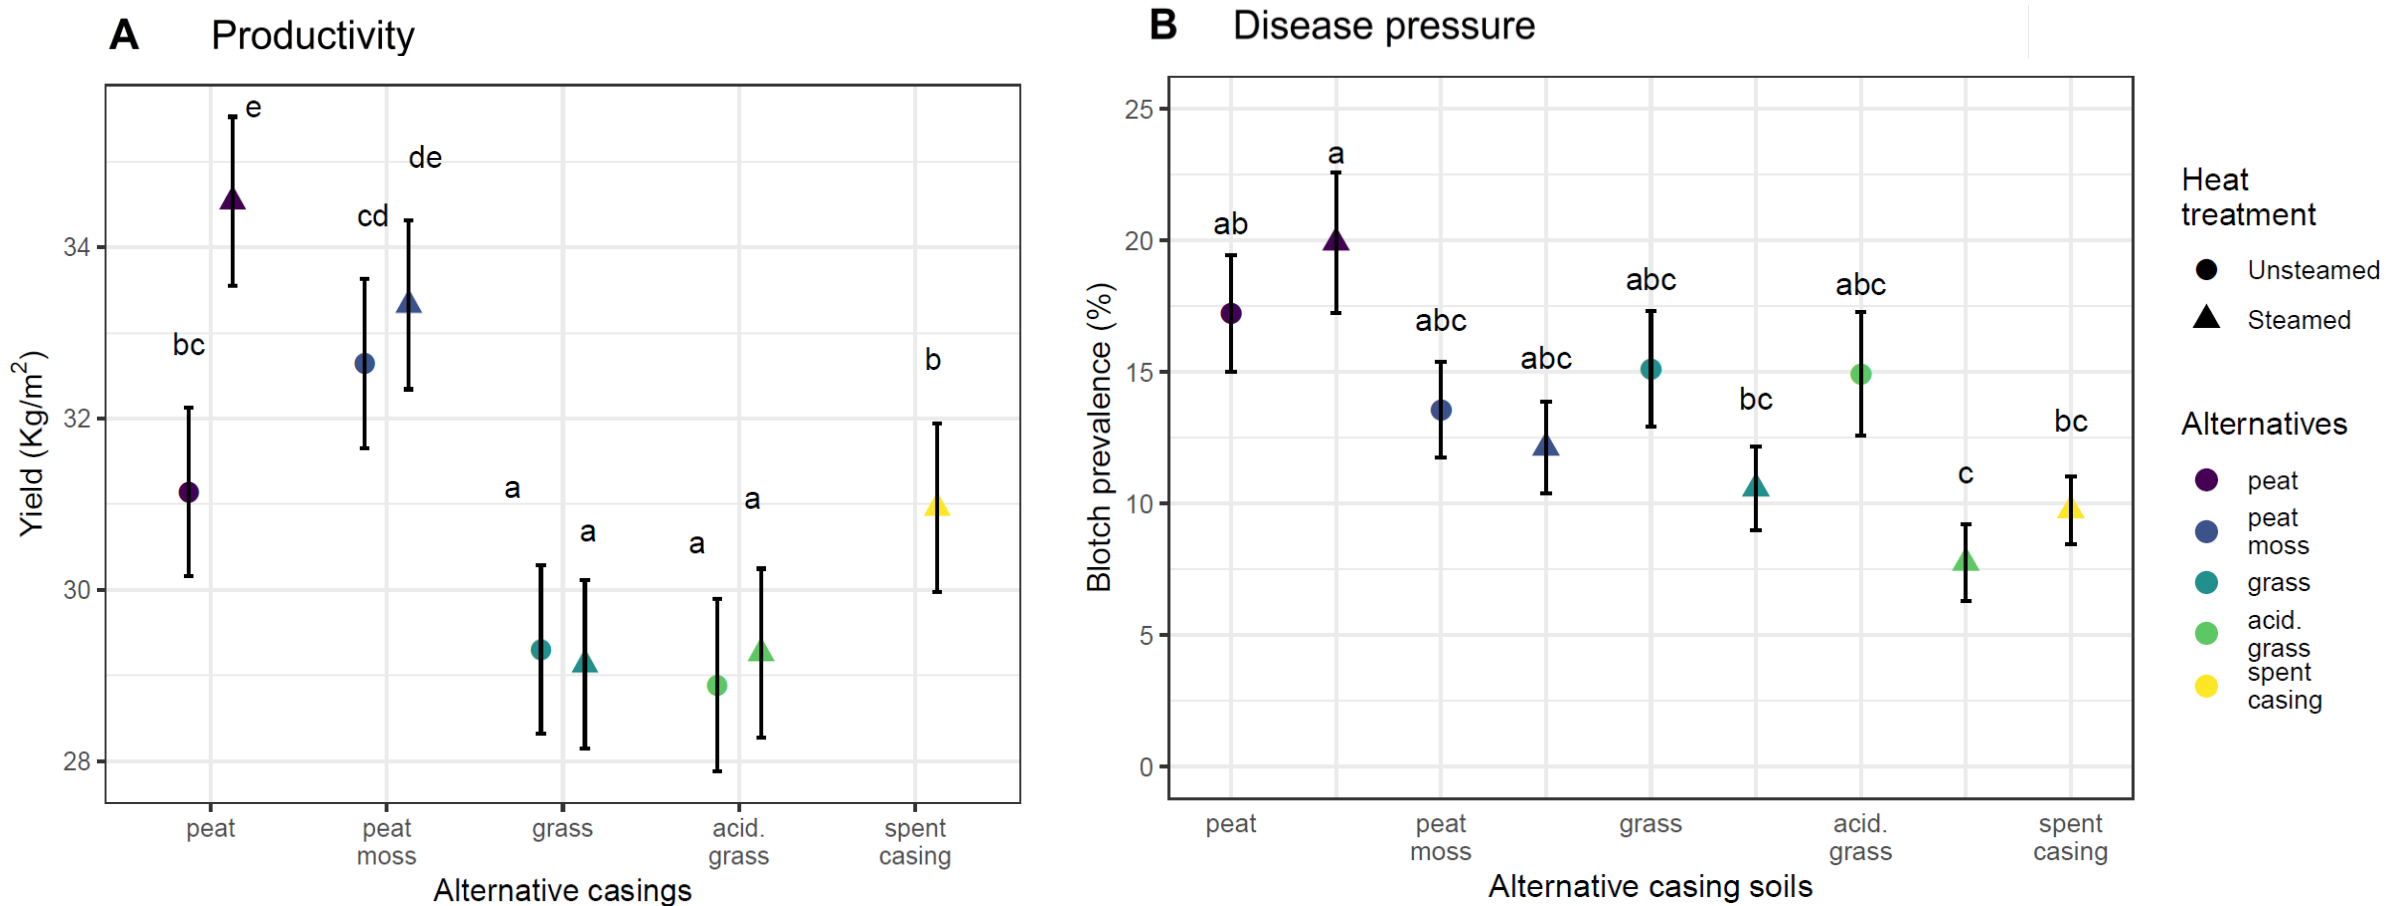 A Productivity
e
de
cd
bc
b
a
a
a
a
34
32
30
28
Yield (Kg/m²)
peat
peat
moss
grass
acid.
grass
spent
casing
Alternative casings
B Disease pressure
a
ab
abc
abc
abc
abc
bc
bc
c
25
20
15
10
5
0
Blotch prevalence (%)
peat
peat
moss
grass
acid.
grass
spent
casing
Alternative casing soils
Heat
treatment
Unsteamed
Steamed
Alternatives
peat
peat
moss
grass
acid.
grass
spent
casing